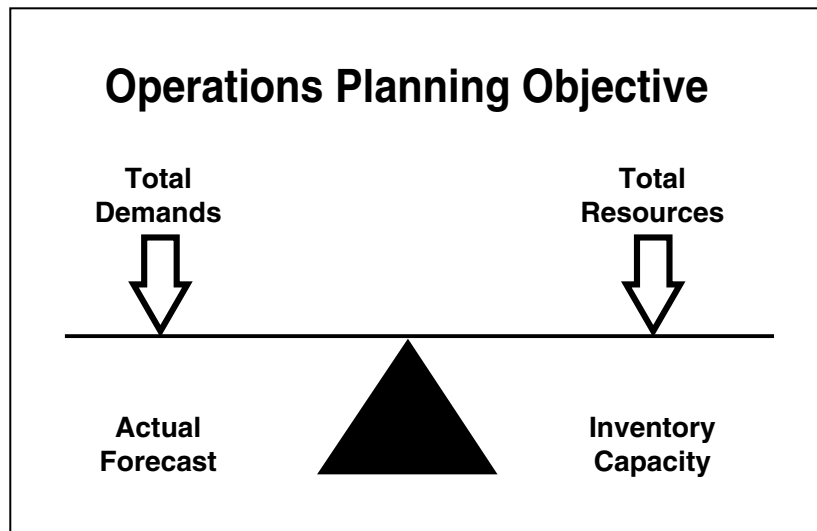 Operations Planning Objective
Total
Demands
Total
Resources
Actual
Forecast
Inventory
Capacity